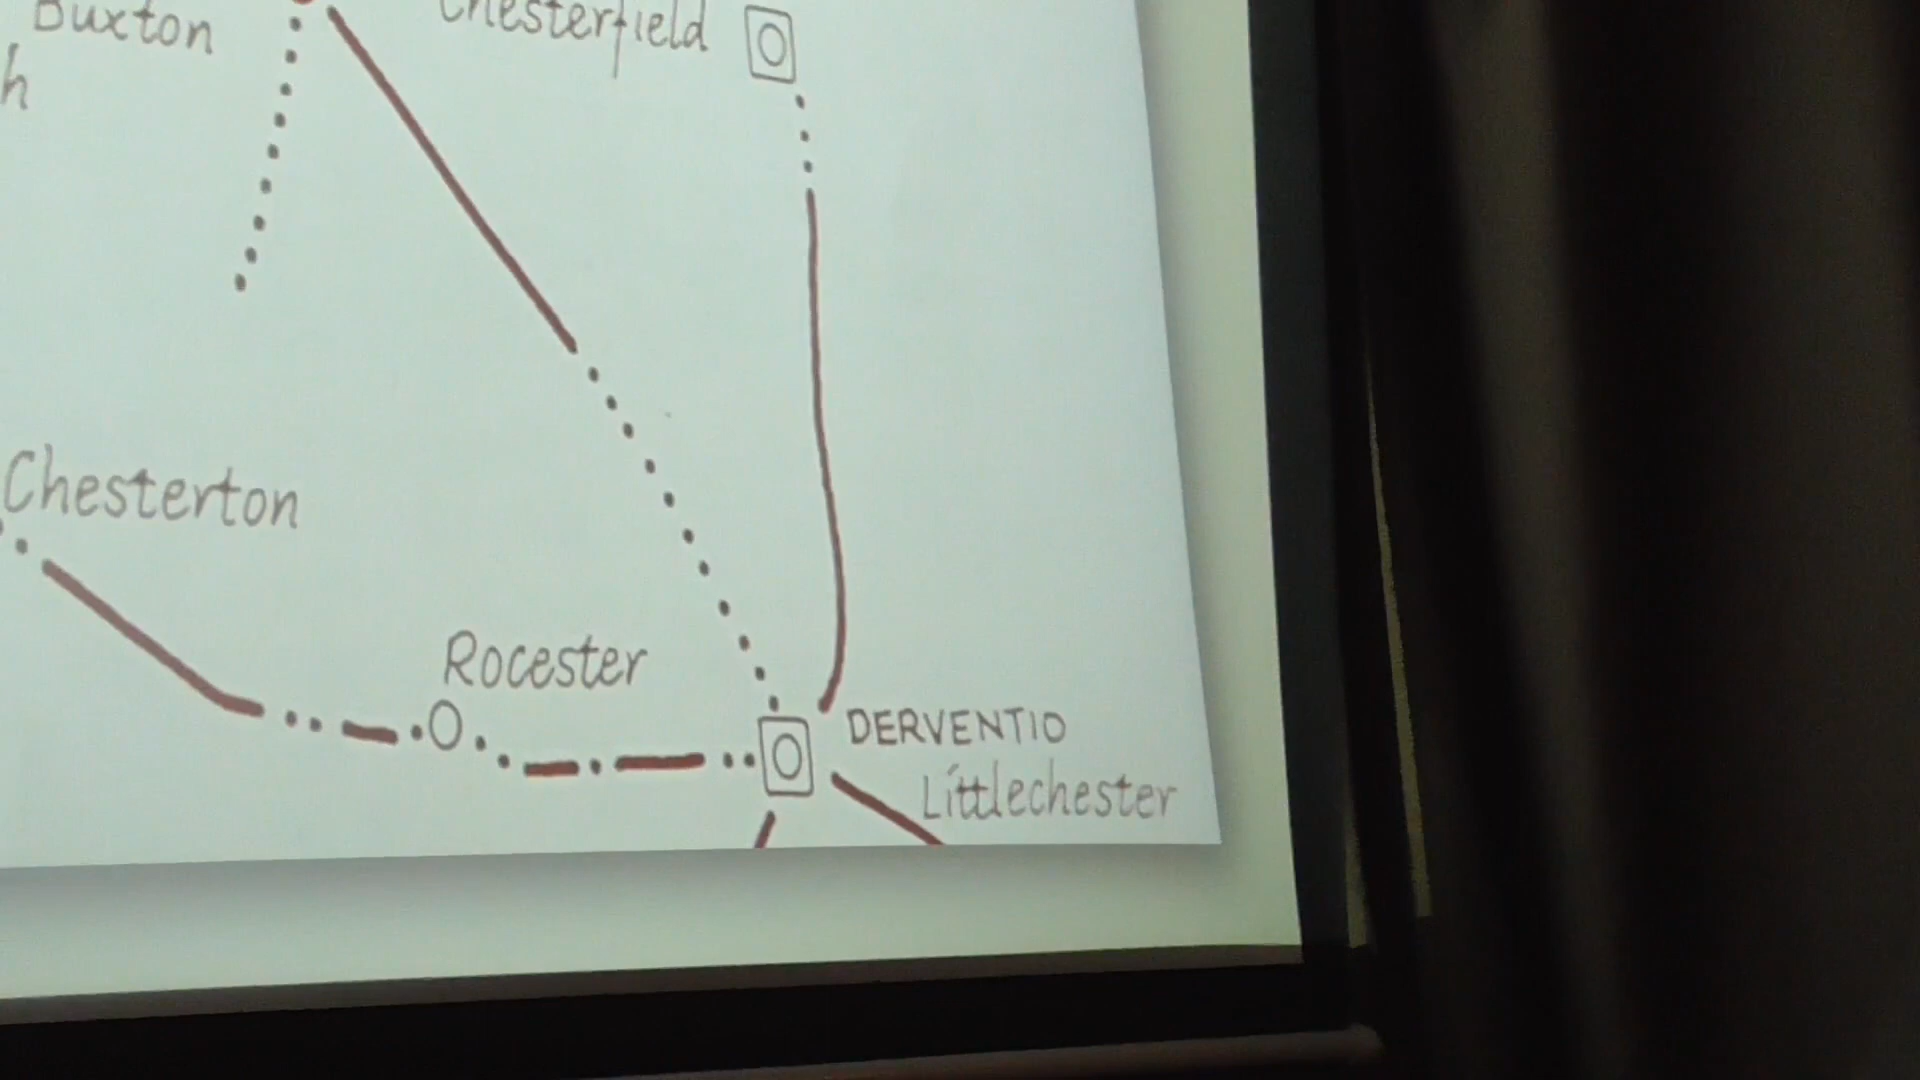 Buxton
Chesterfield
h
Chesterton
Rocester
DERVENTIO
Littlechester